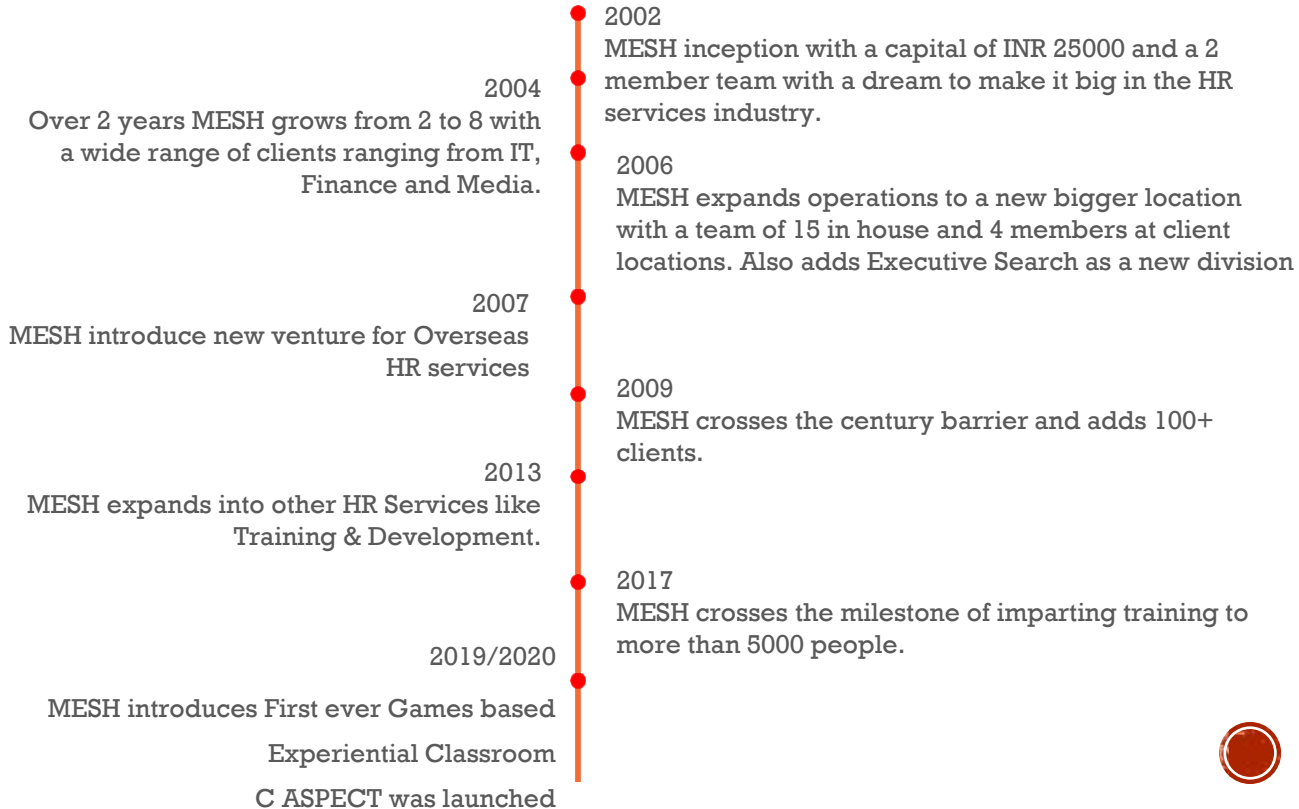 2002
MESH inception with a capital of INR 25000 and a 2
member team with a dream to make it big in the HR
services industry.
2004
Over 2 years MESH grows from 2 to 8 with
a wide range of clients ranging from IT,
Finance and Media.
2006
MESH expands operations to a new bigger location
with a team of 15 in house and 4 members at client
locations. Also adds Executive Search as a new division
2007
MESH introduce new venture for Overseas
HR services
2009
MESH crosses the century barrier and adds 100+
clients.
2013
MESH expands into other HR Services like
Training & Development.
2017
MESH crosses the milestone of imparting training to
more than 5000 people.
2019/2020
MESH introduces First ever Games based
Experiential Classroom
C ASPECT was launched